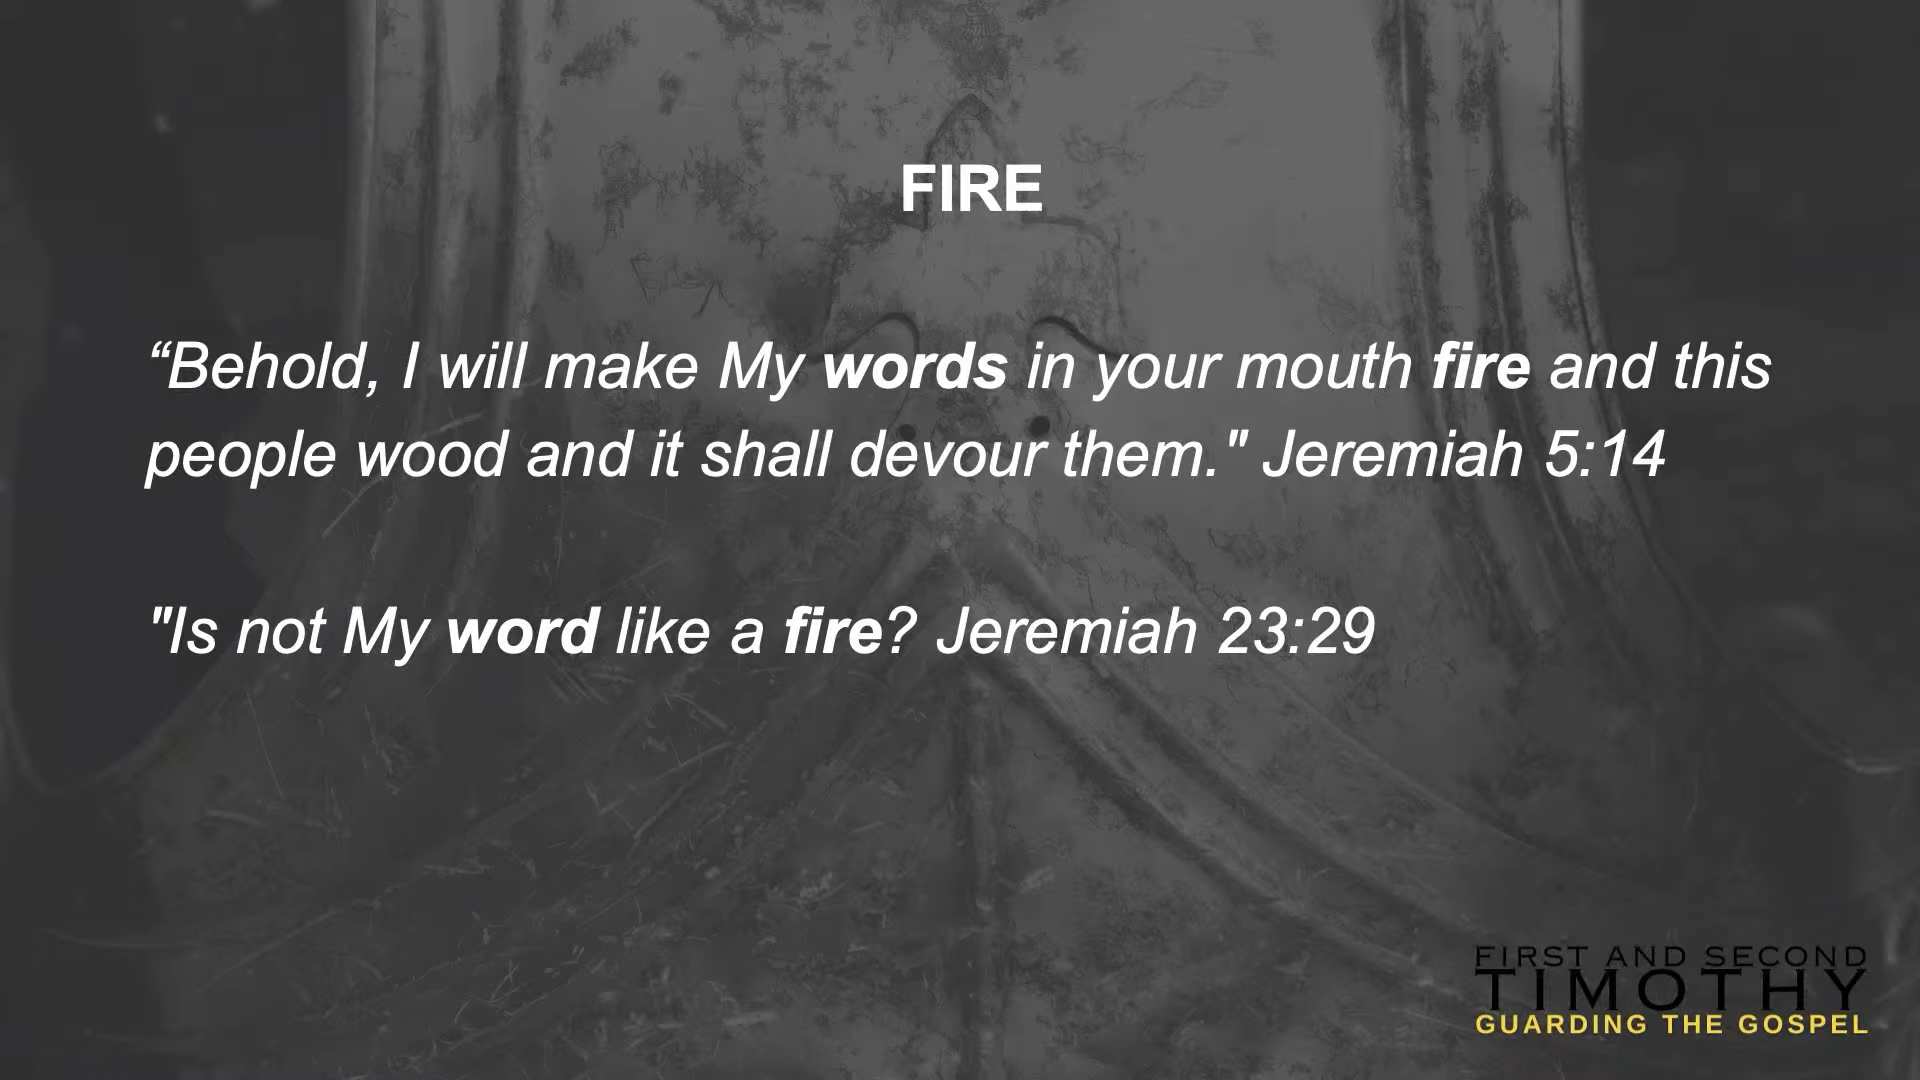 FIRE
“Behold, I will make My words in your mouth fire and this
people wood and it shall devour them." Jeremiah 5:14
"Is not My word like a fire? Jeremiah 23:29
FIRST AND SECOND
TIMOTHY
GUARDING THE GOSPEL